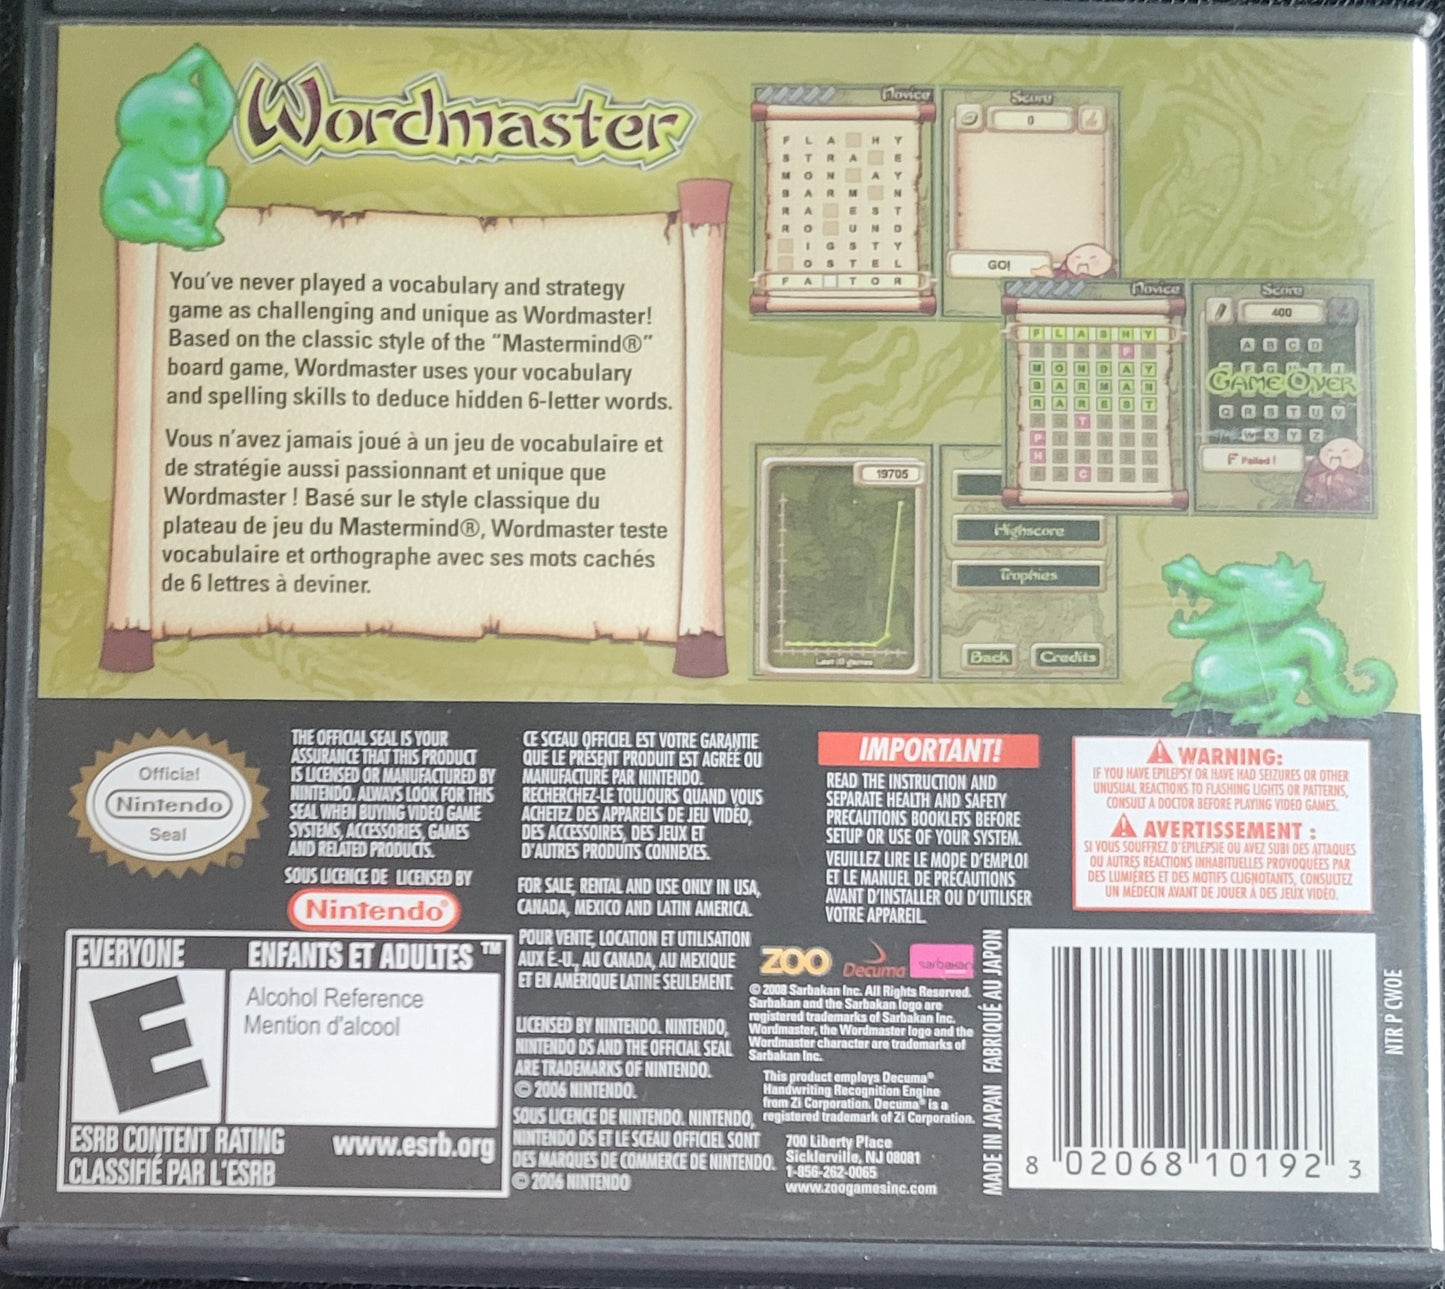 Wordmaster
You've never played a vocabulary and strategy
game as challenging and unique as Wordmaster!
Based on the classic style of the "Mastermind®"
board game, Wordmaster uses your vocabulary
and spelling skills to deduce hidden 6-letter words.
Vous n'avez jamais joué à un jeu de vocabulaire et
de stratégie aussi passionnant et unique que
Wordmaster ! Basé sur le style classique du
plateau de jeu du Mastermind®, Wordmaster teste
vocabulaire et orthographe avec ses mots cachés
de 6 lettres à deviner.
Novice
F L A H Y
S T R A E
M O N A Y
B A R M N
R A E S T
R O U N D
I G S T Y
O S T E L
F A T O R
Score
0
GO!
Novice
F L A S H Y
M O N D A Y
B A R M A N
R A R E S T
Score
400
A B C D
GAME OVER
Q R S T U V
W X Y Z
Failed !
19705
Last 10 games
Highscore
Trophies
Back
Credits
Official
Nintendo
Seal
THE OFFICIAL SEAL IS YOUR
ASSURANCE THAT THIS PRODUCT
IS LICENSED OR MANUFACTURED BY
NINTENDO. ALWAYS LOOK FOR THIS
SEAL WHEN BUYING VIDEO GAME
SYSTEMS, ACCESSORIES, GAMES
AND RELATED PRODUCTS.
SOUS LICENCE DE LICENSED BY
Nintendo®
CE SCEAU OFFICIEL EST VOTRE GARANTIE
QUE LE PRÉSENT PRODUIT EST AGRÉÉ OU
MANUFACTURÉ PAR NINTENDO.
RECHERCHEZ-LE TOUJOURS QUAND VOUS
ACHETEZ DES APPAREILS DE JEU VIDÉO,
DES ACCESSOIRES, DES JEUX ET
D'AUTRES PRODUITS CONNEXES.
FOR SALE, RENTAL AND USE ONLY IN USA,
CANADA, MEXICO AND LATIN AMERICA.
POUR VENTE, LOCATION ET UTILISATION
AUX É.-U., AU CANADA, AU MEXIQUE
ET EN AMÉRIQUE LATINE SEULEMENT.
LICENSED BY NINTENDO. NINTENDO,
NINTENDO DS AND THE OFFICIAL SEAL
ARE TRADEMARKS OF NINTENDO.
© 2006 NINTENDO.
SOUS LICENCE DE NINTENDO. NINTENDO,
NINTENDO DS ET LE SCEAU OFFICIEL SONT
DES MARQUES DE COMMERCE DE NINTENDO.
© 2006 NINTENDO
IMPORTANT!
READ THE INSTRUCTION AND
SEPARATE HEALTH AND SAFETY
PRECAUTIONS BOOKLETS BEFORE
SETUP OR USE OF YOUR SYSTEM.
VEUILLEZ LIRE LE MODE D'EMPLOI
ET LE MANUEL DE PRÉCAUTIONS
AVANT D'INSTALLER OU D'UTILISER
VOTRE APPAREIL.
WARNING:
IF YOU HAVE EPILEPSY OR HAVE HAD SEIZURES OR OTHER
UNUSUAL REACTIONS TO FLASHING LIGHTS OR PATTERNS,
CONSULT A DOCTOR BEFORE PLAYING VIDEO GAMES.
AVERTISSEMENT :
SI VOUS SOUFFREZ D'ÉPILEPSIE OU AVEZ SUBI DES ATTAQUES
OU AUTRES RÉACTIONS INHABITUELLES PROVOQUÉES PAR
DES LUMIÈRES ET DES MOTIFS CLIGNOTANTS, CONSULTEZ
UN MÉDECIN AVANT DE JOUER À DES JEUX VIDÉO.
EVERYONE
ENFANTS ET ADULTES ™
E
Alcohol Reference
Mention d'alcool
ESRB CONTENT RATING
www.esrb.org
CLASSIFIÉ PAR L'ESRB
ZOO
Decuma
sarbakan
© 2008 Sarbakan Inc. All Rights Reserved.
Sarbakan and the Sarbakan logo are
registered trademarks of Sarbakan Inc.
Wordmaster, the Wordmaster logo and the
Wordmaster character are trademarks of
Sarbakan Inc.
This product employs Decuma®
Handwriting Recognition Engine
from Zi Corporation. Decuma® is a
registered trademark of Zi Corporation.
700 Liberty Place
Sicklerville, NJ 08081
1-856-262-0065
www.zoogamesinc.com
MADE IN JAPAN FABRIQUÉ AU JAPON
8 02068 10192 3
NTR P CWOE